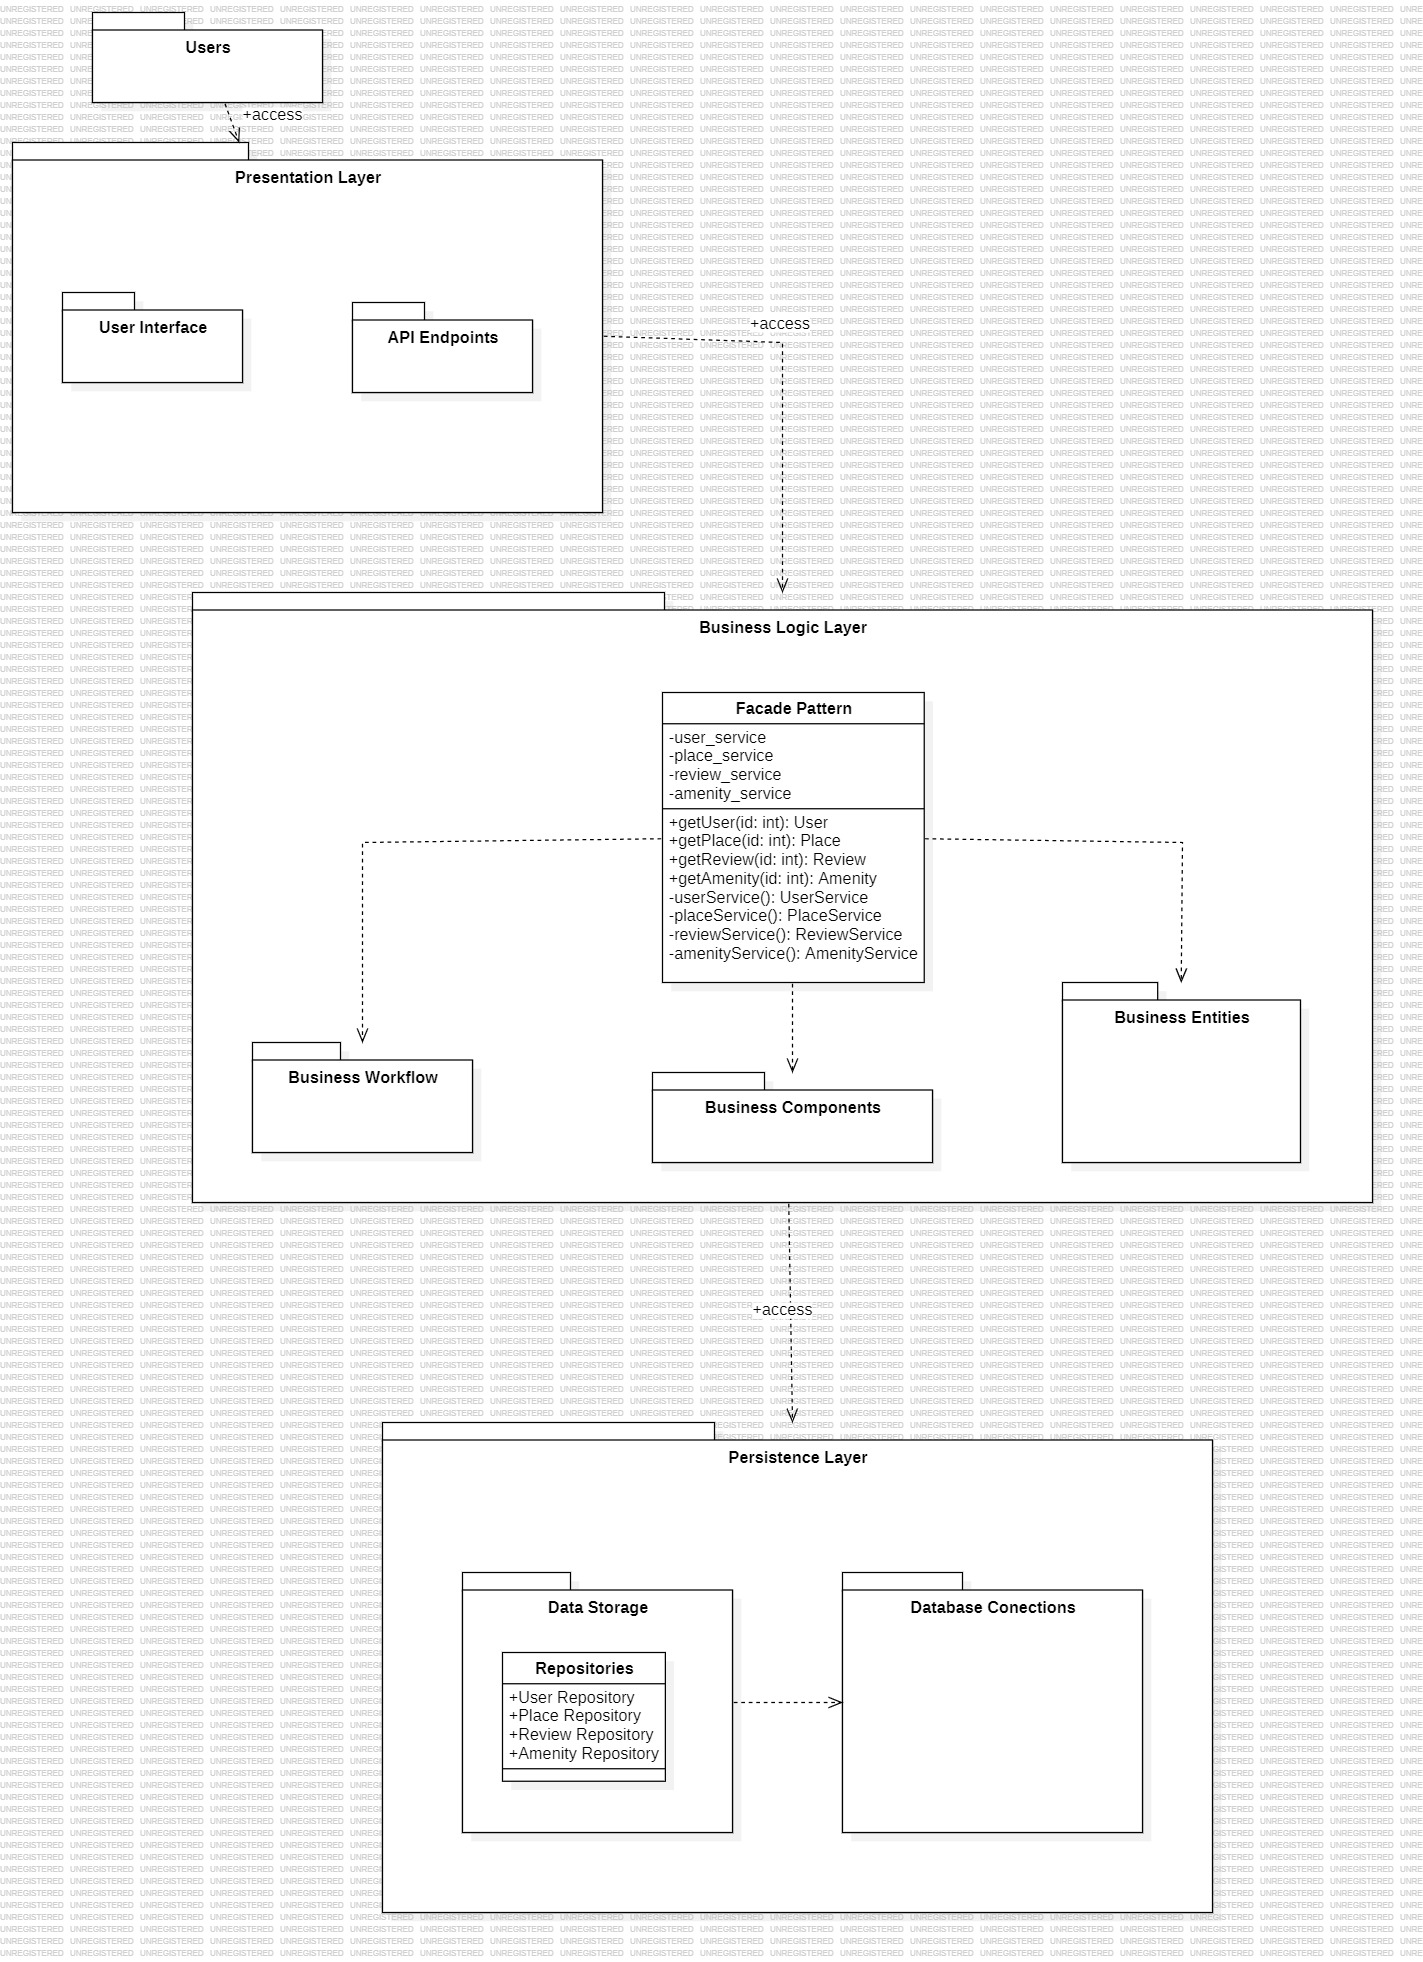 Users
+access
Presentation Layer
User Interface
API Endpoints
+access
Business Logic Layer
Facade Pattern
-user_service
-place_service
-review_service
-amenity_service
+getUser(id: int): User
+getPlace(id: int): Place
+getReview(id: int): Review
+getAmenity(id: int): Amenity
-userService(): UserService
-placeService(): PlaceService
-reviewService(): ReviewService
-amenityService(): AmenityService
Business Workflow
Business Components
Business Entities
+access
Persistence Layer
Data Storage
Repositories
+User Repository
+Place Repository
+Review Repository
+Amenity Repository
Database Conections
UNREGISTERED